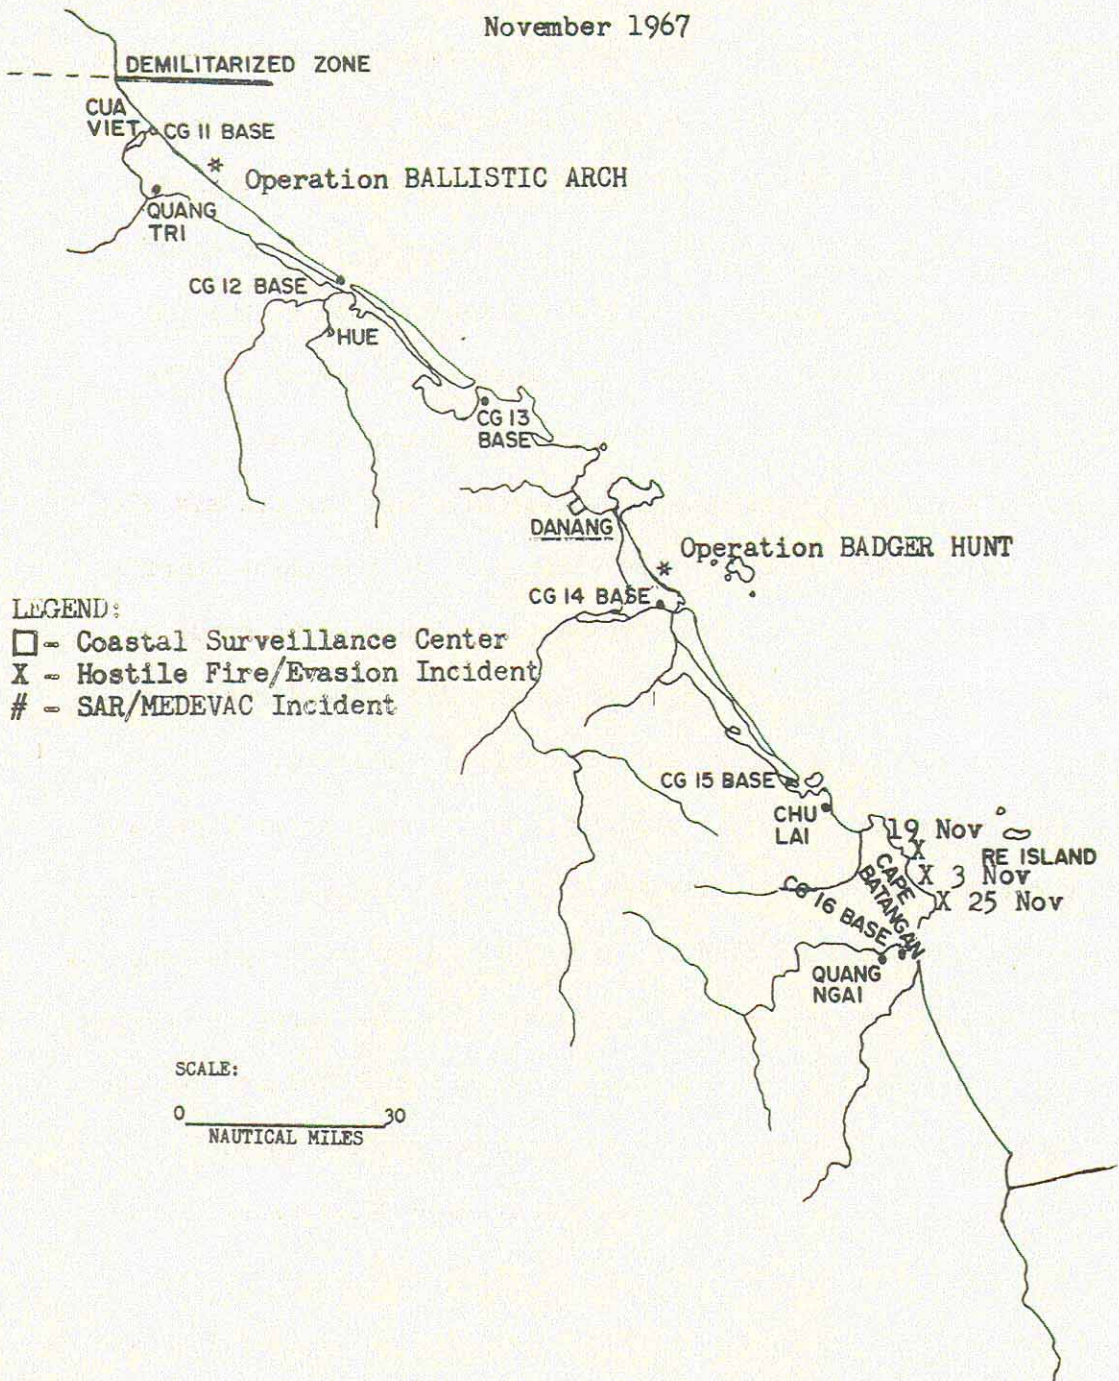 November 1967
DEMILITARIZED ZONE
CUA
VIET
CG 11 BASE
* Operation BALLISTIC ARCH
QUANG
TRI
CG 12 BASE
HUE
CG 13
BASE
DANANG
* Operation BADGER HUNT
CG 14 BASE
LEGEND:
□ - Coastal Surveillance Center
X - Hostile Fire/Evasion Incident
# - SAR/MEDEVAC Incident
CG 15 BASE
CHU
LAI
19 Nov
X
RE ISLAND
X 3 Nov
X 25 Nov
CAPE
BATANGAN
CG 16 BASE
QUANG
NGAI
SCALE:
0 30
NAUTICAL MILES